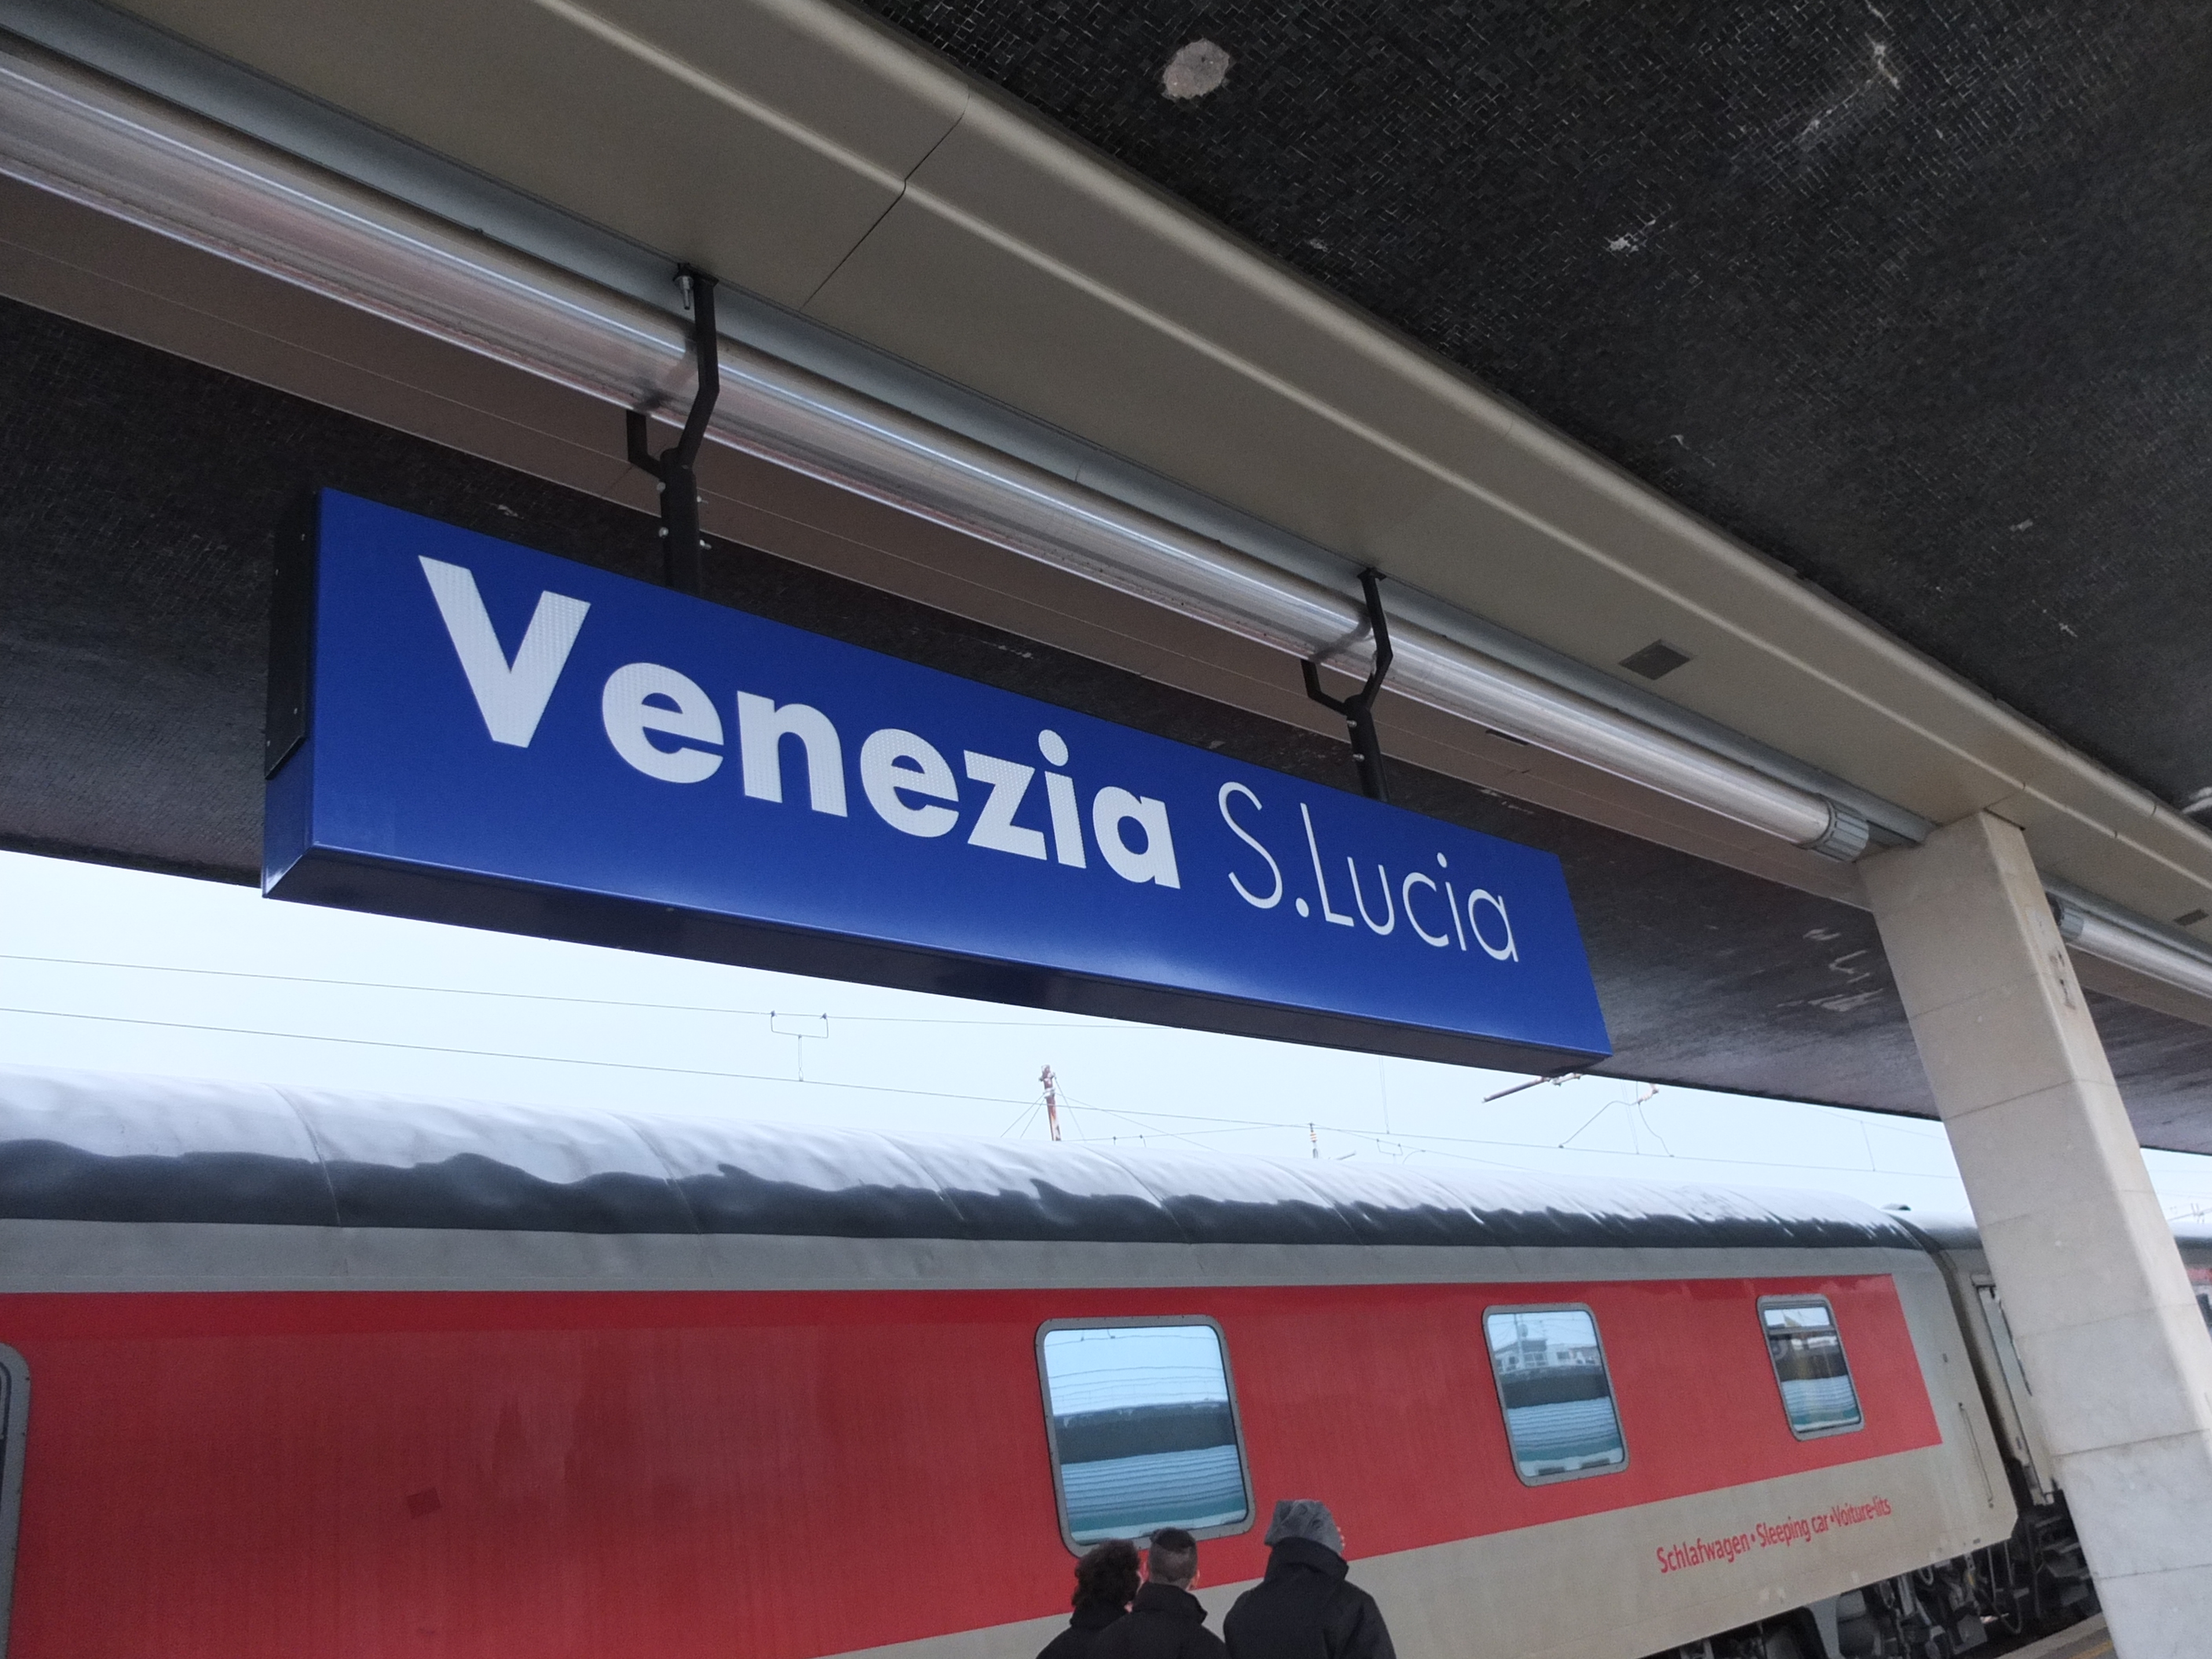 Venezia S.Lucia
Schlafwagen • Sleeping car • Voiture-lits